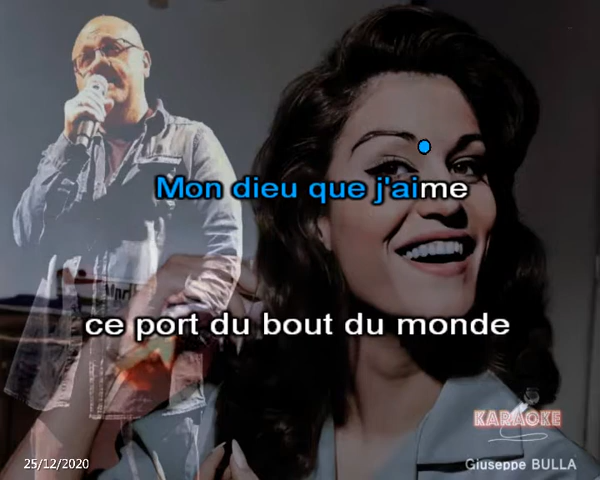 Mon dieu que j'aime
ce port du bout du monde
KARAOKE
25/12/2020
Giuseppe BULLA